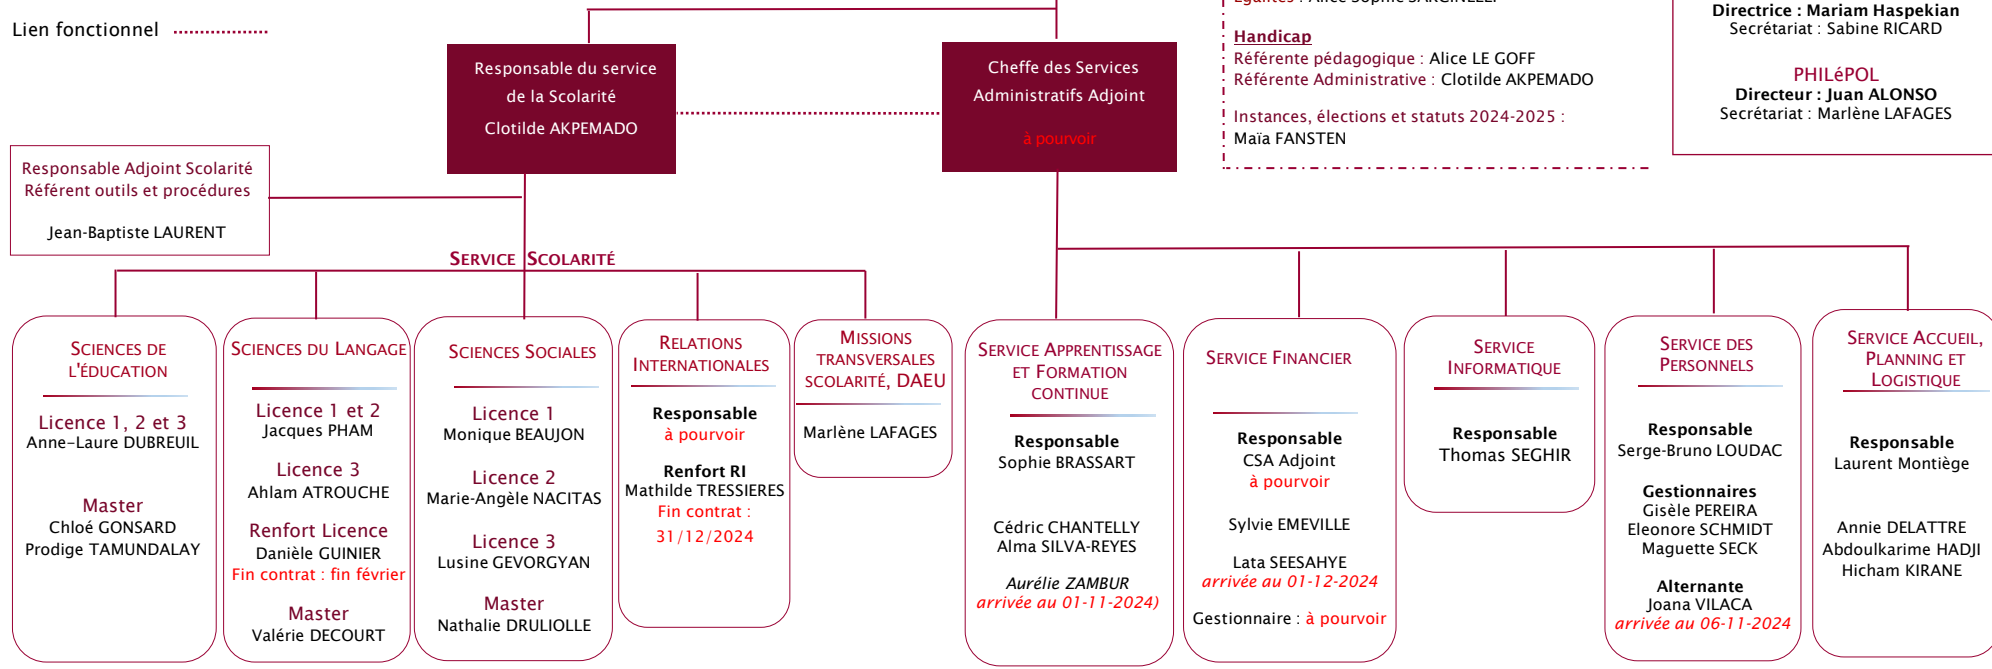 Egalités : Alice Sophie SARCINELLI
Directrice : Mariam Haspekian
Secrétariat : Sabine RICARD
Lien fonctionnel
Handicap
Référente pédagogique : Alice LE GOFF
Référente Administrative : Clotilde AKPEMADO
Instances, élections et statuts 2024-2025 :
Maïa FANSTEN
PHILéPOL
Directeur : Juan ALONSO
Secrétariat : Marlène LAFAGES
Responsable du service
de la Scolarité
Clotilde AKPEMADO
Cheffe des Services
Administratifs Adjoint
à pourvoir
Responsable Adjoint Scolarité
Référent outils et procédures
Jean-Baptiste LAURENT
SERVICE SCOLARITÉ
SCIENCES DE
L'ÉDUCATION
Licence 1, 2 et 3
Anne-Laure DUBREUIL
Master
Chloé GONSARD
Prodige TAMUNDALAY
SCIENCES DU LANGAGE
Licence 1 et 2
Jacques PHAM
Licence 3
Ahlam ATROUCHE
Renfort Licence
Danièle GUINIER
Fin contrat : fin février
Master
Valérie DECOURT
SCIENCES SOCIALES
Licence 1
Monique BEAUJON
Licence 2
Marie-Angèle NACITAS
Licence 3
Lusine GEVORGYAN
Master
Nathalie DRULIOLLE
RELATIONS
INTERNATIONALES
Responsable
à pourvoir
Renfort RI
Mathilde TRESSIERES
Fin contrat :
31/12/2024
MISSIONS
TRANSVERSALES
SCOLARITÉ, DAEU
Marlène LAFAGES
SERVICE APPRENTISSAGE
ET FORMATION
CONTINUE
Responsable
Sophie BRASSART
Cédric CHANTELLY
Alma SILVA-REYES
Aurélie ZAMBUR
arrivée au 01-11-2024)
SERVICE FINANCIER
Responsable
CSA Adjoint
à pourvoir
Sylvie EMEVILLE
Lata SEESAHYE
arrivée au 01-12-2024
Gestionnaire : à pourvoir
SERVICE
INFORMATIQUE
Responsable
Thomas SEGHIR
SERVICE DES
PERSONNELS
Responsable
Serge-Bruno LOUDAC
Gestionnaires
Gisèle PEREIRA
Eleonore SCHMIDT
Maguette SECK
Alternante
Joana VILACA
arrivée au 06-11-2024
SERVICE ACCUEIL,
PLANNING ET
LOGISTIQUE
Responsable
Laurent Montiège
Annie DELATTRE
Abdoulkarime HADJI
Hicham KIRANE